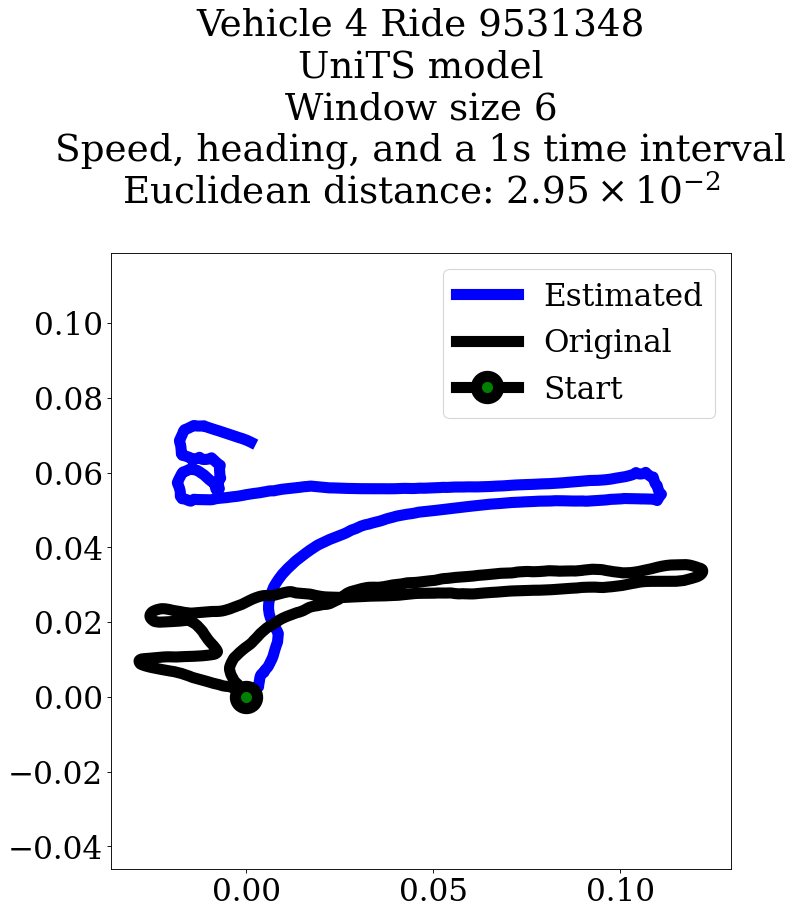 Vehicle 4 Ride 9531348
UniTS model
Window size 6
Speed, heading, and a 1s time interval
Euclidean distance: 2.95 × 10⁻²
Estimated
Original
Start
0.10
0.08
0.06
0.04
0.02
0.00
−0.02
−0.04
0.00 0.05 0.10